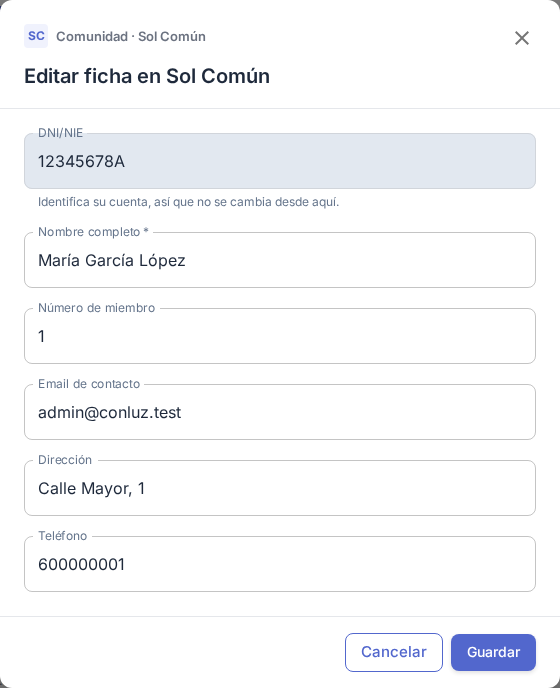 SC Comunidad · Sol Común
Editar ficha en Sol Común
DNI/NIE
12345678A
Identifica su cuenta, así que no se cambia desde aquí.
Nombre completo *
María García López
Número de miembro
1
Email de contacto
admin@conluz.test
Dirección
Calle Mayor, 1
Teléfono
600000001
Cancelar Guardar